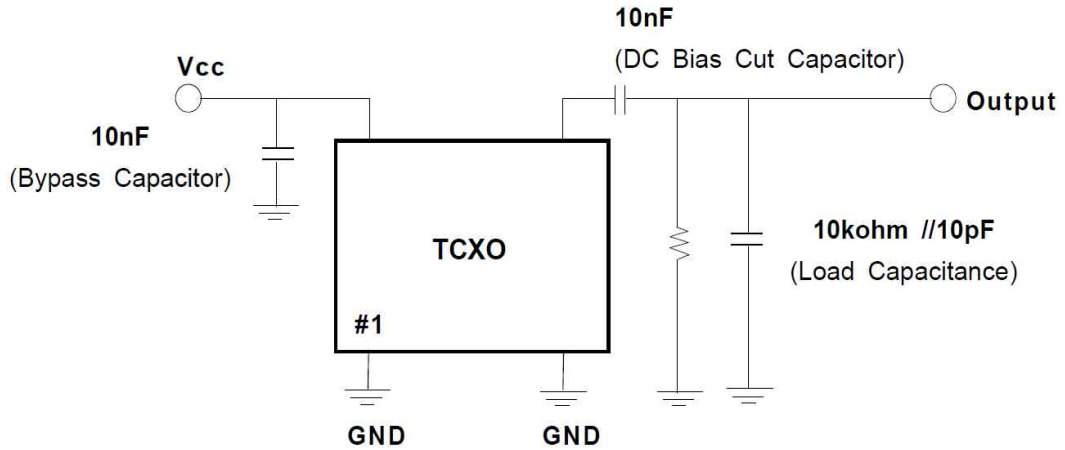 10nF
(DC Bias Cut Capacitor)
Vcc
Output
10nF
(Bypass Capacitor)
TCXO
10kohm //10pF
(Load Capacitance)
#1
GND
GND